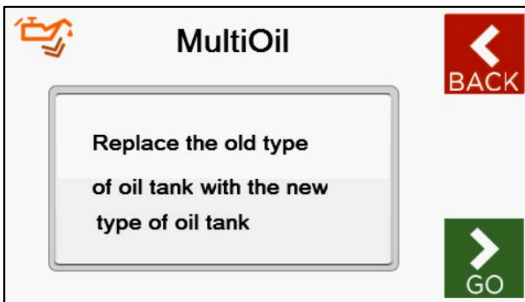 MultiOil
BACK
Replace the old type
of oil tank with the new
type of oil tank
GO